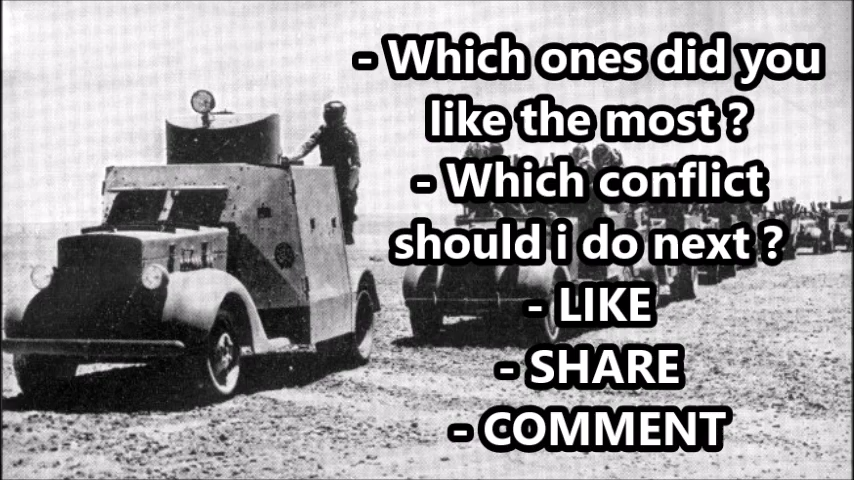 - Which ones did you
like the most ?
- Which conflict
should i do next ?
- LIKE
- SHARE
- COMMENT